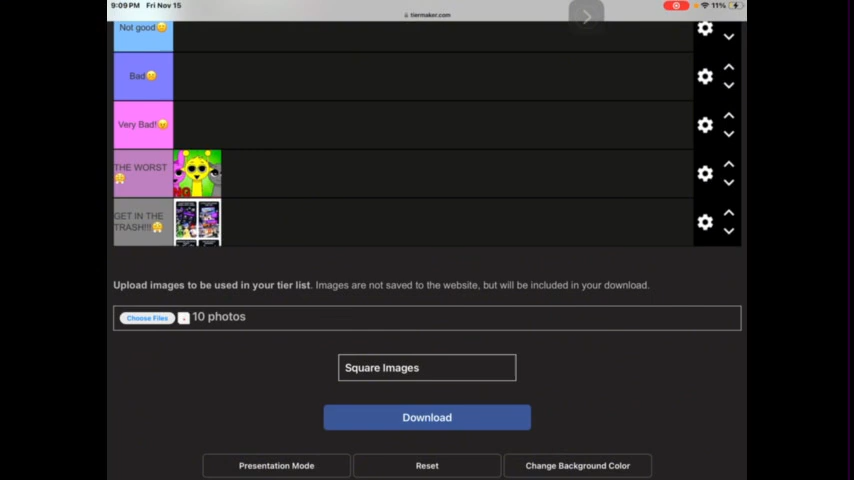 9:09 PM Fri Nov 15
11%
tiermaker.com
Not good😕
Bad😕
Very Bad!😠
THE WORST
😤
GET IN THE
TRASH!!!😤
NG
Upload images to be used in your tier list. Images are not saved to the website, but will be included in your download.
Choose Files 10 photos
Square Images
Download
Presentation Mode
Reset
Change Background Color